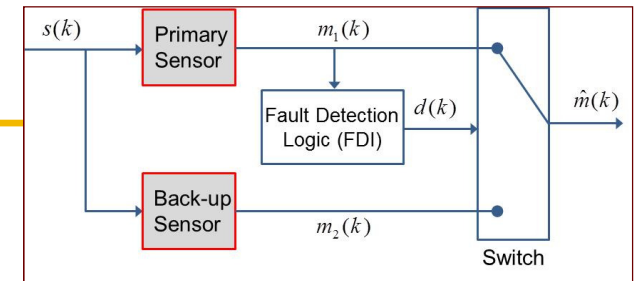 s(k)
Primary
Sensor
m₁(k)
Fault Detection
Logic (FDI)
d(k)
m̂(k)
Back-up
Sensor
m₂(k)
Switch